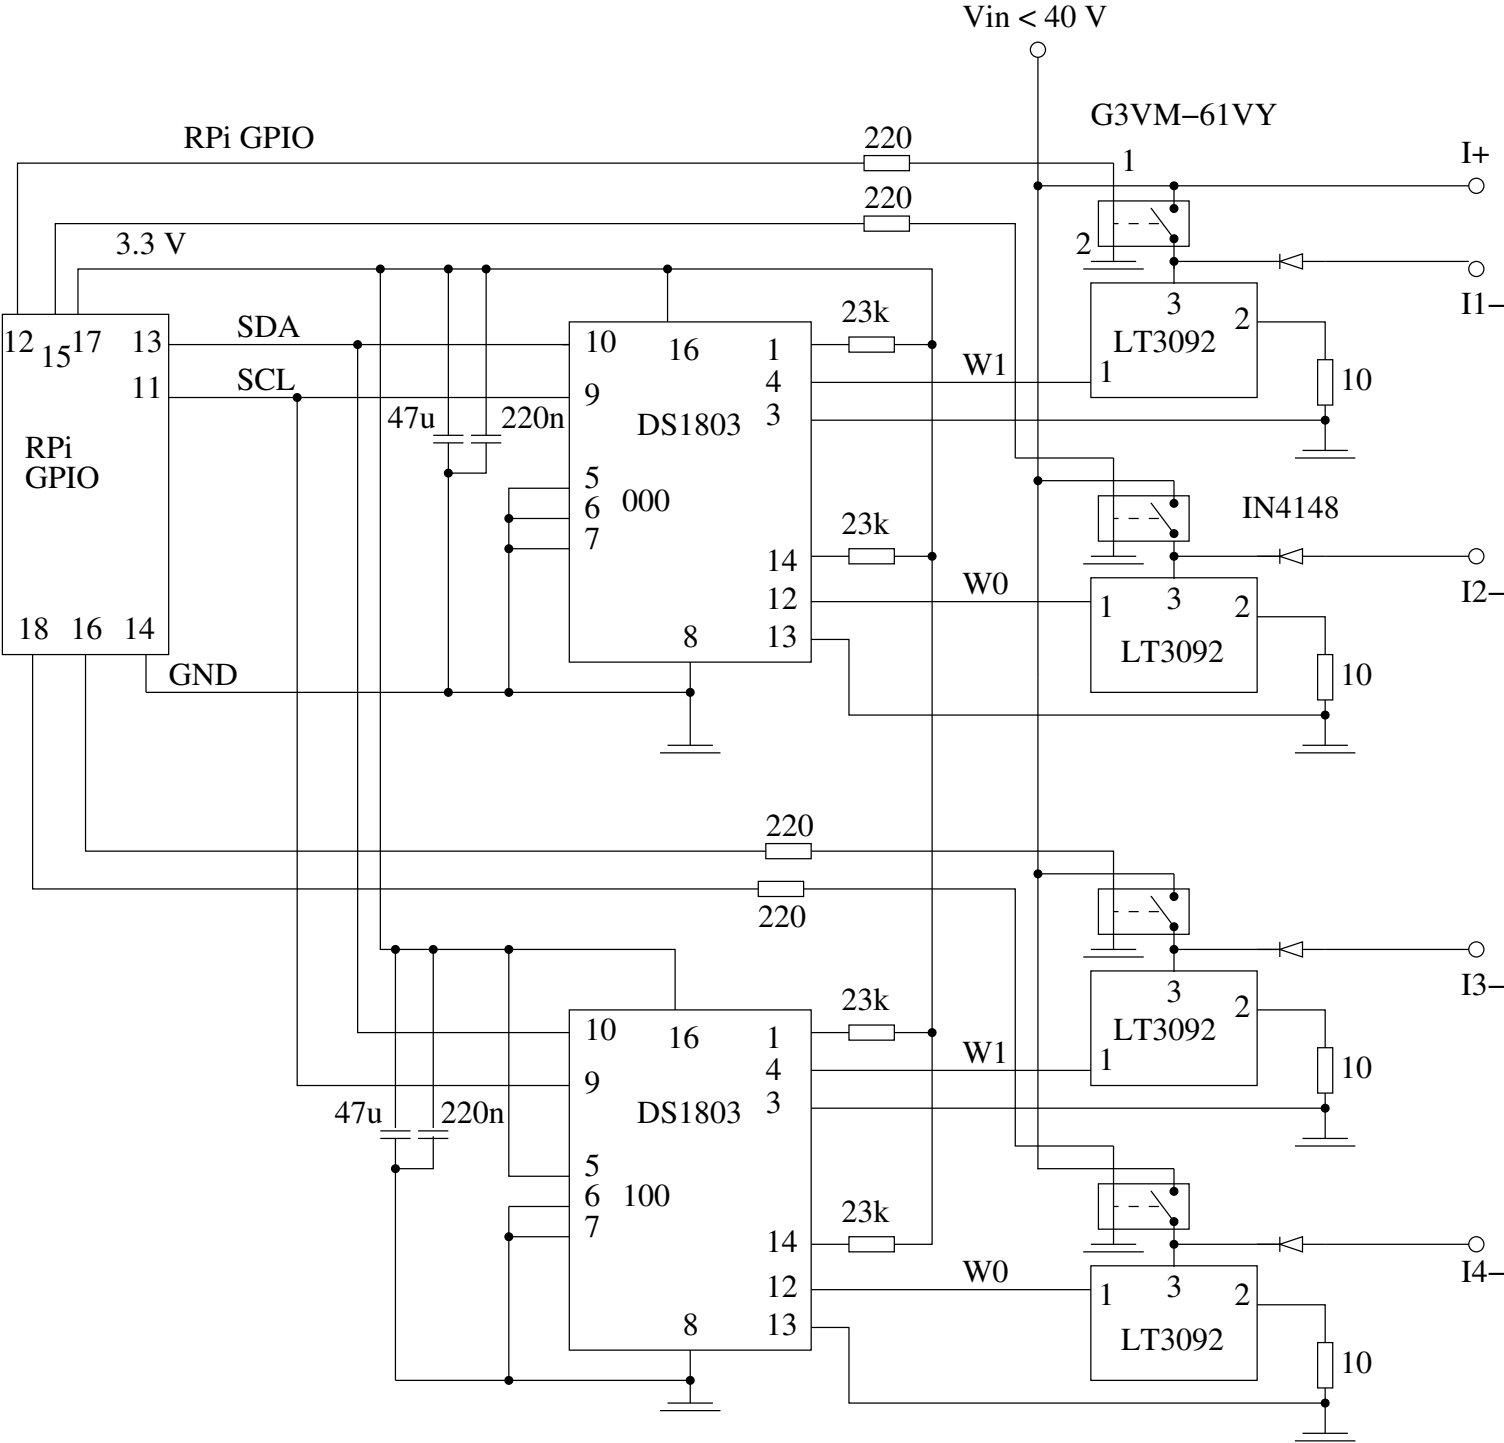 Vin < 40 V
G3VM−61VY
RPi GPIO
220
1
I+
220
3.3 V
2
I1−
12
15
17
13
SDA
10
16
1
23k
3
2
LT3092
W1
1
10
11
SCL
9
4
47u
220n
DS1803
3
RPi
GPIO
5
6
000
7
23k
IN4148
14
I2−
W0
12
1
3
2
18
16
14
8
13
LT3092
GND
10
220
220
23k
3
I3−
2
10
16
1
LT3092
W1
9
4
1
10
47u
220n
DS1803
3
5
6
100
7
23k
14
W0
I4−
12
1
3
2
8
13
LT3092
10